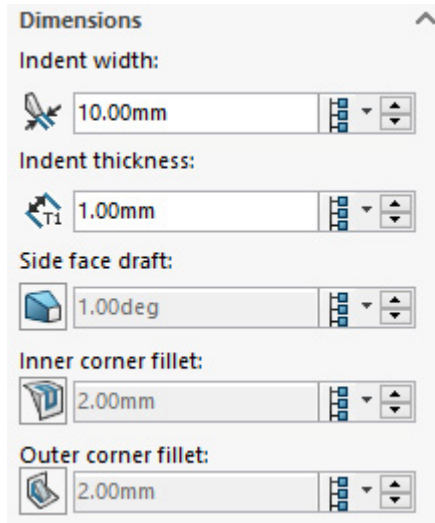 Dimensions
Indent width:
10.00mm
Indent thickness:
T1
1.00mm
Side face draft:
1.00deg
Inner corner fillet:
2.00mm
Outer corner fillet:
2.00mm